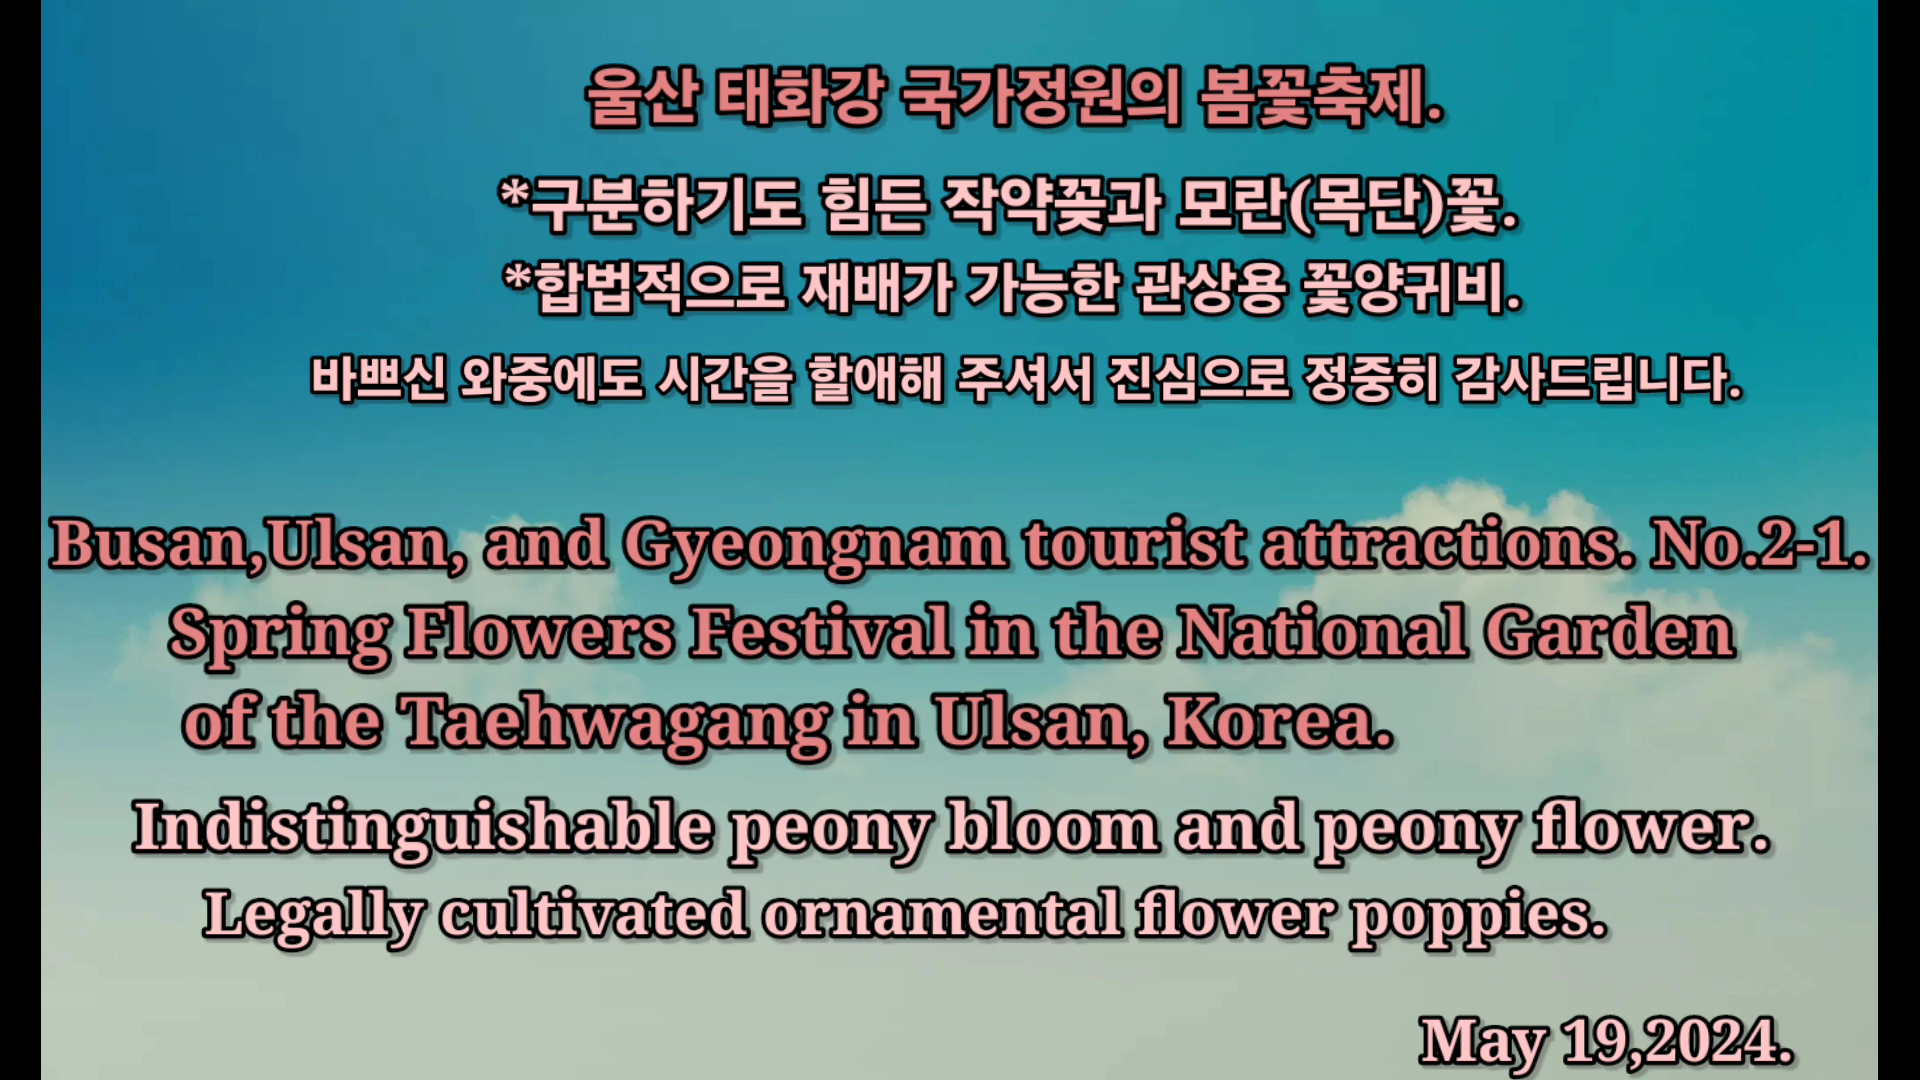 울산 태화강 국가정원의 봄꽃축제.
*구분하기도 힘든 작약꽃과 모란(목단)꽃.
*합법적으로 재배가 가능한 관상용 꽃양귀비.
바쁘신 와중에도 시간을 할애해 주셔서 진심으로 정중히 감사드립니다.
Busan,Ulsan, and Gyeongnam tourist attractions. No.2-1.
Spring Flowers Festival in the National Garden
of the Taehwagang in Ulsan, Korea.
Indistinguishable peony bloom and peony flower.
Legally cultivated ornamental flower poppies.
May 19,2024.